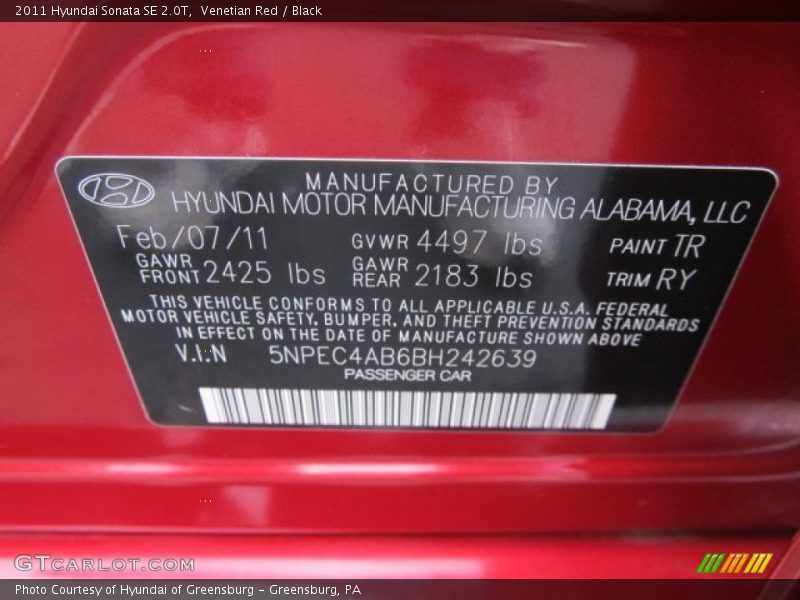 2011 Hyundai Sonata SE 2.0T,  Venetian Red / Black
MANUFACTURED BY
HYUNDAI MOTOR MANUFACTURING ALABAMA, LLC
Feb/07/11 GVWR 4497 lbs PAINT TR
GAWR FRONT 2425 lbs GAWR REAR 2183 lbs TRIM RY
THIS VEHICLE CONFORMS TO ALL APPLICABLE U.S.A. FEDERAL
MOTOR VEHICLE SAFETY, BUMPER, AND THEFT PREVENTION STANDARDS
IN EFFECT ON THE DATE OF MANUFACTURE SHOWN ABOVE
V.I.N 5NPEC4AB6BH242639
PASSENGER CAR
GTCARLOT.COM
Photo Courtesy of Hyundai of Greensburg - Greensburg, PA